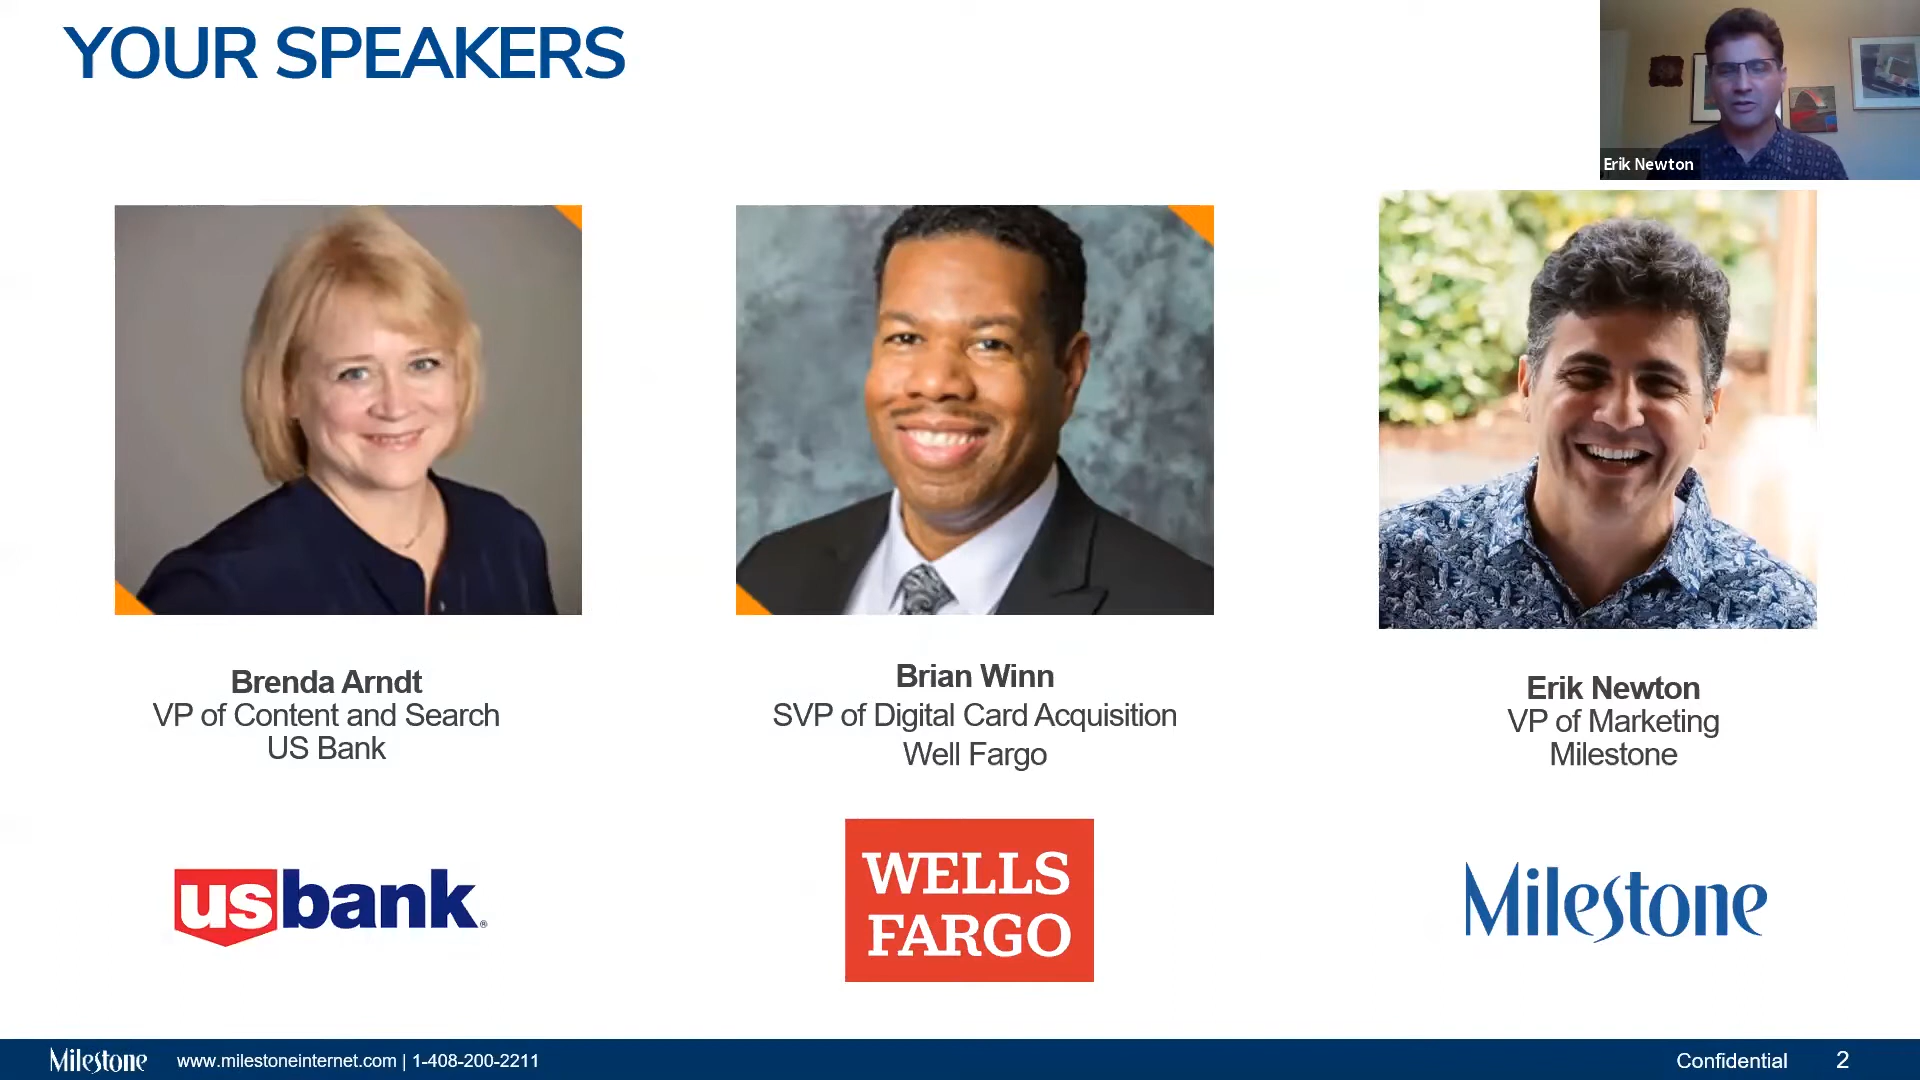 YOUR SPEAKERS
Erik Newton
Brenda Arndt
VP of Content and Search
US Bank
Brian Winn
SVP of Digital Card Acquisition
Well Fargo
Erik Newton
VP of Marketing
Milestone
usbank®
WELLS
FARGO
Milestone
Milestone www.milestoneinternet.com | 1-408-200-2211 Confidential 2